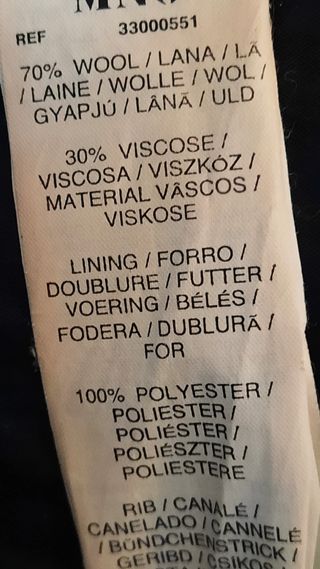 REF 33000551
70% WOOL / LANA / LÃ
/ LAINE / WOLLE / WOL /
GYAPJÚ / LÂNĂ / ULD
30% VISCOSE /
VISCOSA / VISZKÓZ /
MATERIAL VÂSCOS /
VISKOSE
LINING / FORRO /
DOUBLURE / FUTTER /
VOERING / BÉLÉS /
FODERA / DUBLURĂ /
FOR
100% POLYESTER /
POLIESTER /
POLIÉSTER /
POLIÉSZTER /
POLIESTERE
RIB / CANALÉ /
CANELADO / CANNELÉ
/ BÜNDCHENSTRICK /
GERIBD / CSIKOS /